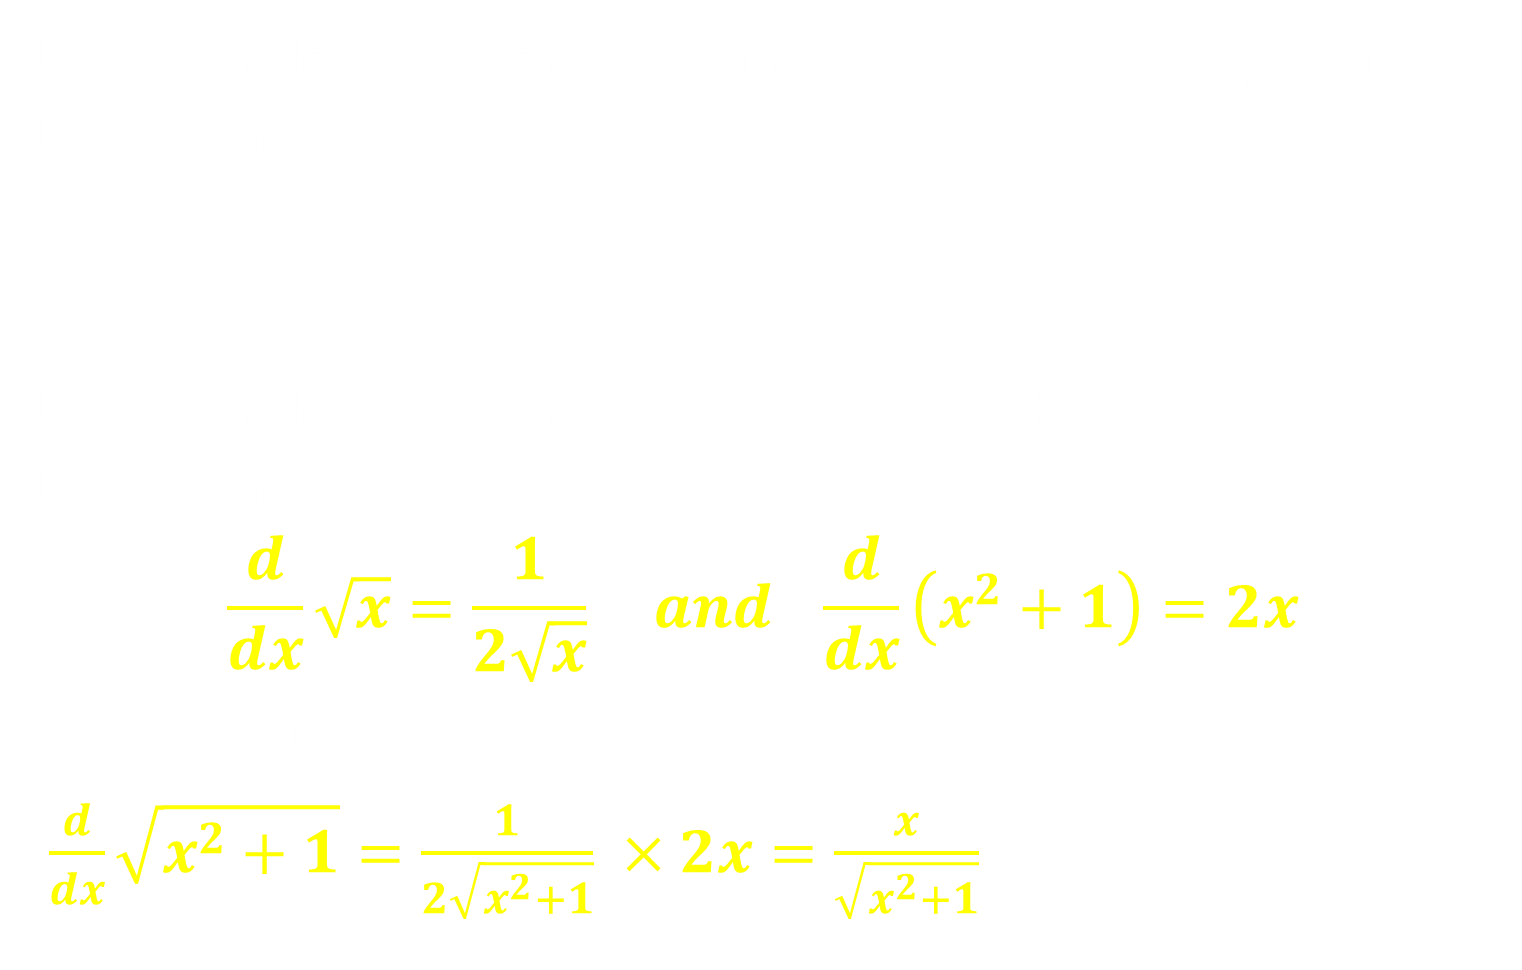 d/dx √x = 1/(2√x) and d/dx (x² + 1) = 2x
d/dx √(x² + 1) = 1/(2√(x²+1)) × 2x = x/√(x²+1)